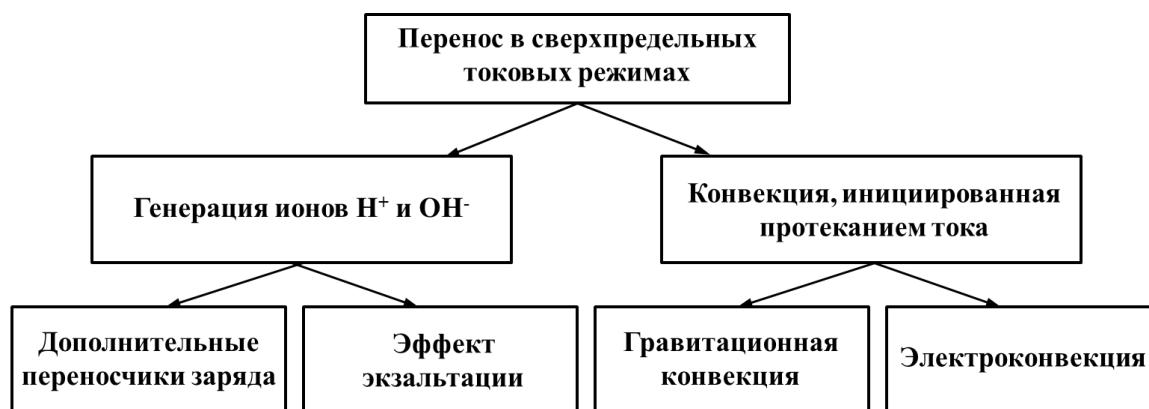 Перенос в сверхпредельных
токовых режимах
Генерация ионов H⁺ и OH⁻
Конвекция, инициированная
протеканием тока
Дополнительные
переносчики заряда
Эффект
экзальтации
Гравитационная
конвекция
Электроконвекция